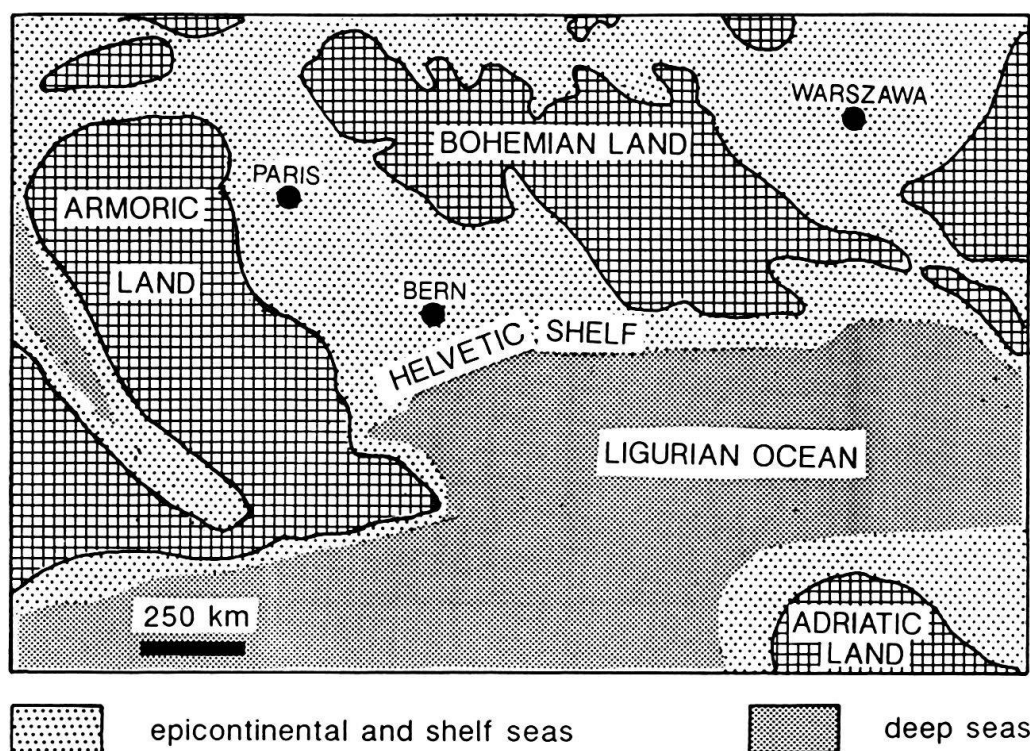 WARSZAWA
BOHEMIAN LAND
PARIS
ARMORIC
LAND
BERN
HELVETIC SHELF
LIGURIAN OCEAN
250 km
ADRIATIC
LAND
epicontinental and shelf seas
deep seas